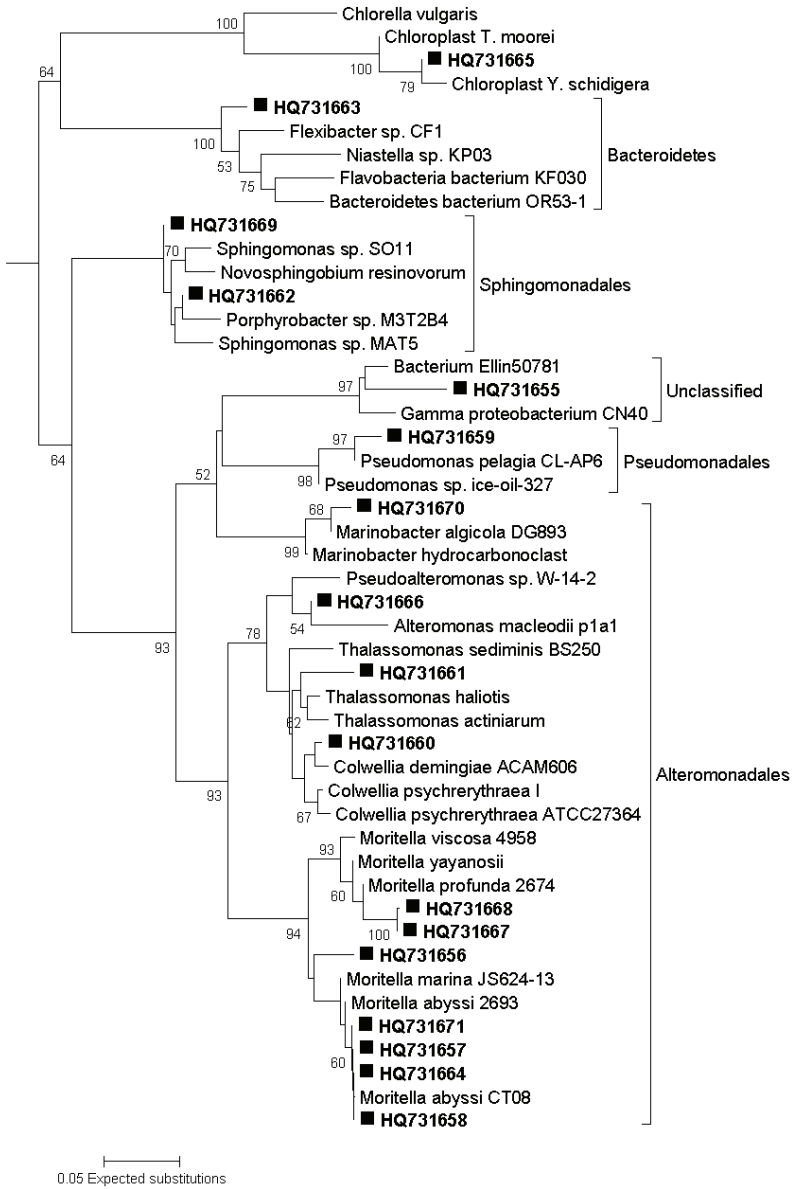 Chlorella vulgaris
100
Chloroplast T. moorei
HQ731665
100
79
Chloroplast Y. schidigera
64
HQ731663
100
Flexibacter sp. CF1
53
Niastella sp. KP03
Bacteroidetes
75
Flavobacteria bacterium KF030
Bacteroidetes bacterium OR53-1
HQ731669
70
Sphingomonas sp. SO11
Novosphingobium resinovorum
Sphingomonadales
HQ731662
Porphyrobacter sp. M3T2B4
Sphingomonas sp. MAT5
Bacterium Ellin50781
97
HQ731655
Unclassified
Gamma proteobacterium CN40
64
97
HQ731659
Pseudomonas pelagia CL-AP6
Pseudomonadales
52
98
Pseudomonas sp. ice-oil-327
68
HQ731670
Marinobacter algicola DG893
99
Marinobacter hydrocarbonoclast
Pseudoalteromonas sp. W-14-2
HQ731666
54
Alteromonas macleodii p1a1
93
78
Thalassomonas sediminis BS250
HQ731661
Thalassomonas haliotis
62
Thalassomonas actiniarum
HQ731660
Colwellia demingiae ACAM606
Alteromonadales
93
Colwellia psychrerythraea I
67
Colwellia psychrerythraea ATCC27364
Moritella viscosa 4958
93
Moritella yayanosii
Moritella profunda 2674
60
HQ731668
100
HQ731667
94
HQ731656
Moritella marina JS624-13
Moritella abyssi 2693
HQ731671
HQ731657
60
HQ731664
Moritella abyssi CT08
HQ731658
0.05 Expected substitutions